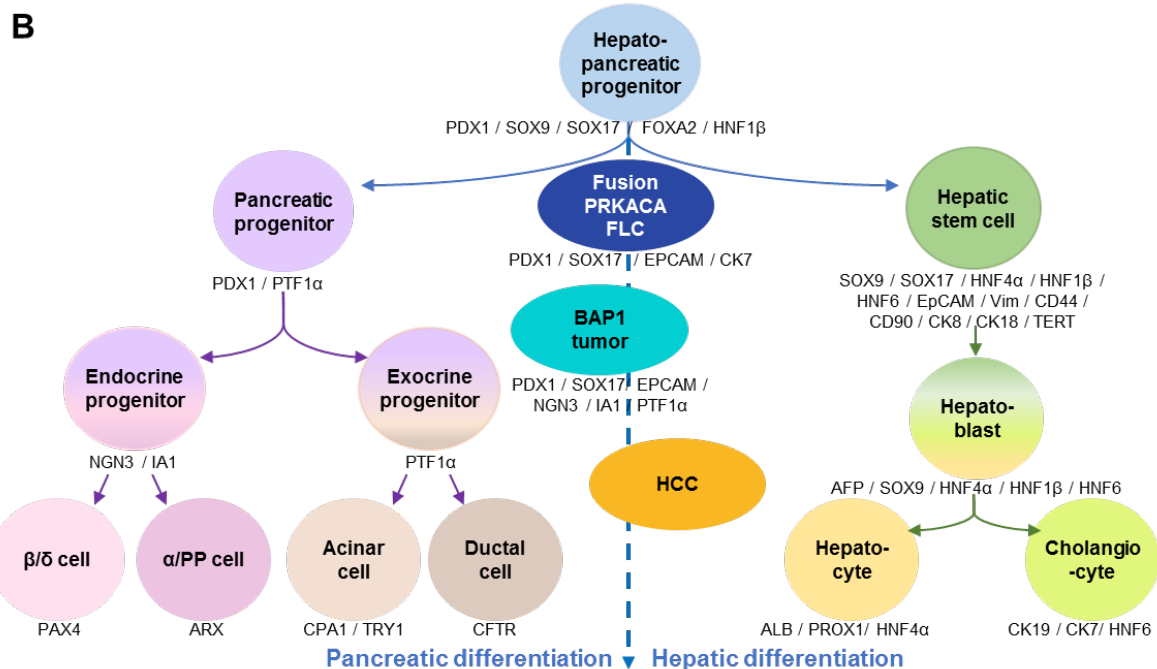 B
Hepato-
pancreatic
progenitor
PDX1 / SOX9 / SOX17 / FOXA2 / HNF1β
Fusion
PRKACA
FLC
PDX1 / SOX17 / EPCAM / CK7
BAP1
tumor
PDX1 / SOX17/ EPCAM /
NGN3 / IA1 / PTF1α
HCC
Pancreatic
progenitor
PDX1 / PTF1α
Endocrine
progenitor
NGN3 / IA1
Exocrine
progenitor
PTF1α
β/δ cell
PAX4
α/PP cell
ARX
Acinar
cell
CPA1 / TRY1
Ductal
cell
CFTR
Hepatic
stem cell
SOX9 / SOX17 / HNF4α / HNF1β /
HNF6 / EpCAM / Vim / CD44 /
CD90 / CK8 / CK18 / TERT
Hepato-
blast
AFP / SOX9 / HNF4α / HNF1β / HNF6
Hepato-
cyte
ALB / PROX1/ HNF4α
Cholangio
-cyte
CK19 / CK7/ HNF6
Pancreatic differentiation
Hepatic differentiation